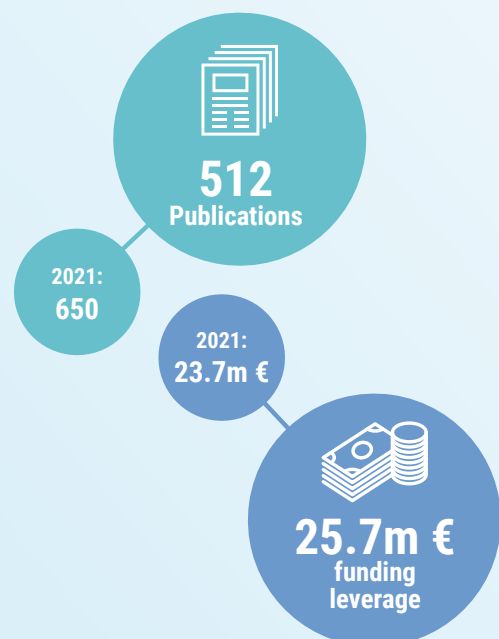 512
Publications
2021:
650
2021:
23.7m €
25.7m €
funding
leverage